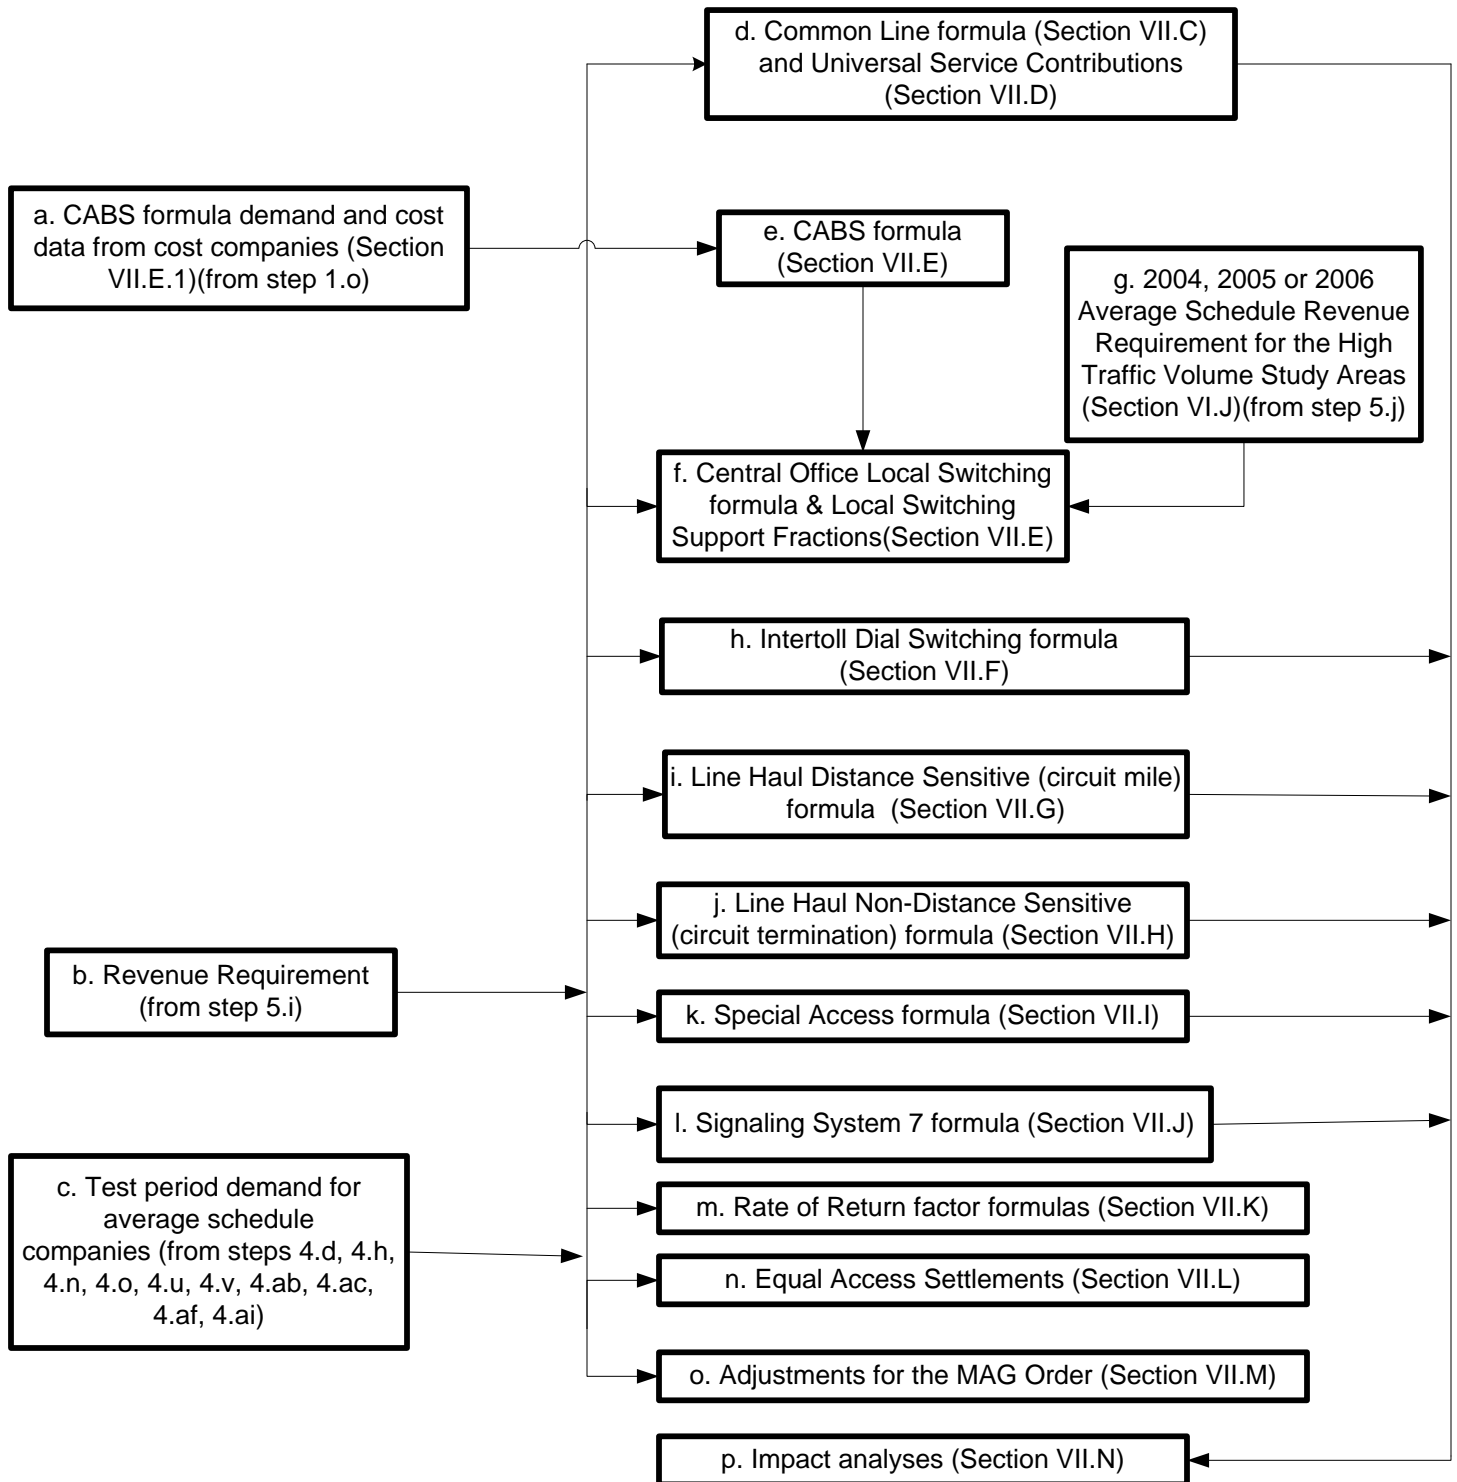 d. Common Line formula (Section VII.C)
and Universal Service Contributions
(Section VII.D)
a. CABS formula demand and cost
data from cost companies (Section
VII.E.1)(from step 1.o)
e. CABS formula
(Section VII.E)
g. 2004, 2005 or 2006
Average Schedule Revenue
Requirement for the High
Traffic Volume Study Areas
(Section VI.J)(from step 5.j)
f. Central Office Local Switching
formula & Local Switching
Support Fractions(Section VII.E)
h. Intertoll Dial Switching formula
(Section VII.F)
i. Line Haul Distance Sensitive (circuit mile)
formula  (Section VII.G)
j. Line Haul Non-Distance Sensitive
(circuit termination) formula (Section VII.H)
b. Revenue Requirement
(from step 5.i)
k. Special Access formula (Section VII.I)
l. Signaling System 7 formula (Section VII.J)
c. Test period demand for
average schedule
companies (from steps 4.d, 4.h,
4.n, 4.o, 4.u, 4.v, 4.ab, 4.ac,
4.af, 4.ai)
m. Rate of Return factor formulas (Section VII.K)
n. Equal Access Settlements (Section VII.L)
o. Adjustments for the MAG Order (Section VII.M)
p. Impact analyses (Section VII.N)